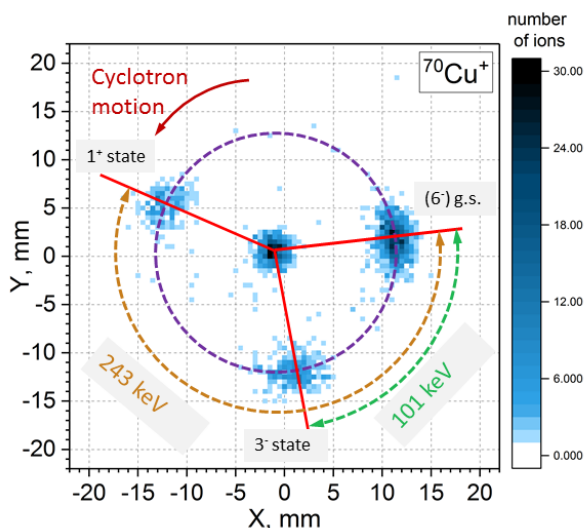 number
of ions
⁷⁰Cu⁺
Cyclotron
motion
1⁺ state
(6⁻) g.s.
243 keV
101 keV
3⁻ state
20
15
10
5
0
-5
-10
-15
-20
Y, mm
-20 -15 -10 -5 0 5 10 15 20
X, mm
30.00
24.00
18.00
12.00
6.000
0.000